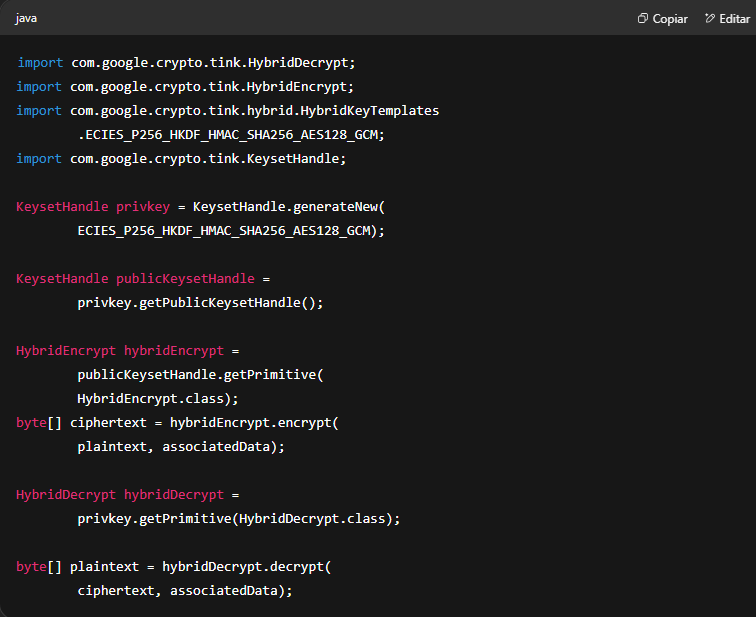 java
Copiar
Editar
import com.google.crypto.tink.HybridDecrypt;
import com.google.crypto.tink.HybridEncrypt;
import com.google.crypto.tink.hybrid.HybridKeyTemplates
.ECIES_P256_HKDF_HMAC_SHA256_AES128_GCM;
import com.google.crypto.tink.KeysetHandle;
KeysetHandle privkey = KeysetHandle.generateNew(
ECIES_P256_HKDF_HMAC_SHA256_AES128_GCM);
KeysetHandle publicKeysetHandle =
privkey.getPublicKeysetHandle();
HybridEncrypt hybridEncrypt =
publicKeysetHandle.getPrimitive(
HybridEncrypt.class);
byte[] ciphertext = hybridEncrypt.encrypt(
plaintext, associatedData);
HybridDecrypt hybridDecrypt =
privkey.getPrimitive(HybridDecrypt.class);
byte[] plaintext = hybridDecrypt.decrypt(
ciphertext, associatedData);